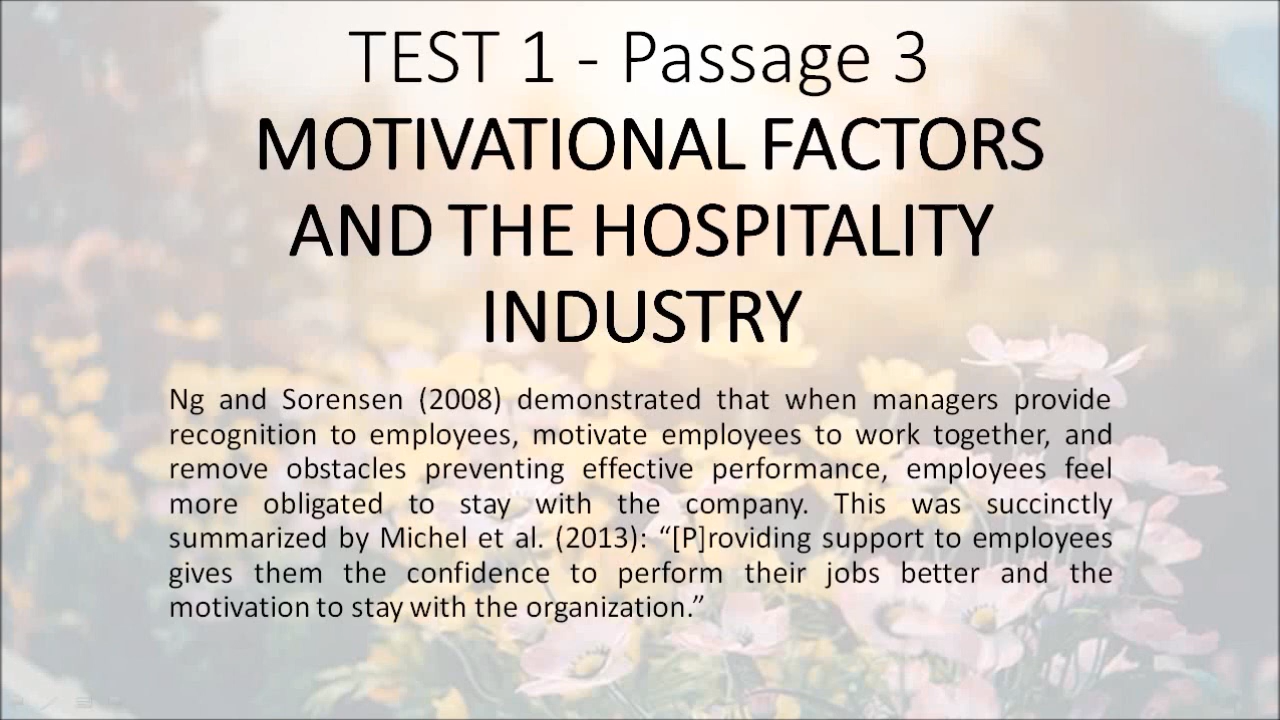 TEST 1 - Passage 3
MOTIVATIONAL FACTORS
AND THE HOSPITALITY
INDUSTRY
Ng and Sorensen (2008) demonstrated that when managers provide
recognition to employees, motivate employees to work together, and
remove obstacles preventing effective performance, employees feel
more obligated to stay with the company. This was succinctly
summarized by Michel et al. (2013): “[P]roviding support to employees
gives them the confidence to perform their jobs better and the
motivation to stay with the organization.”